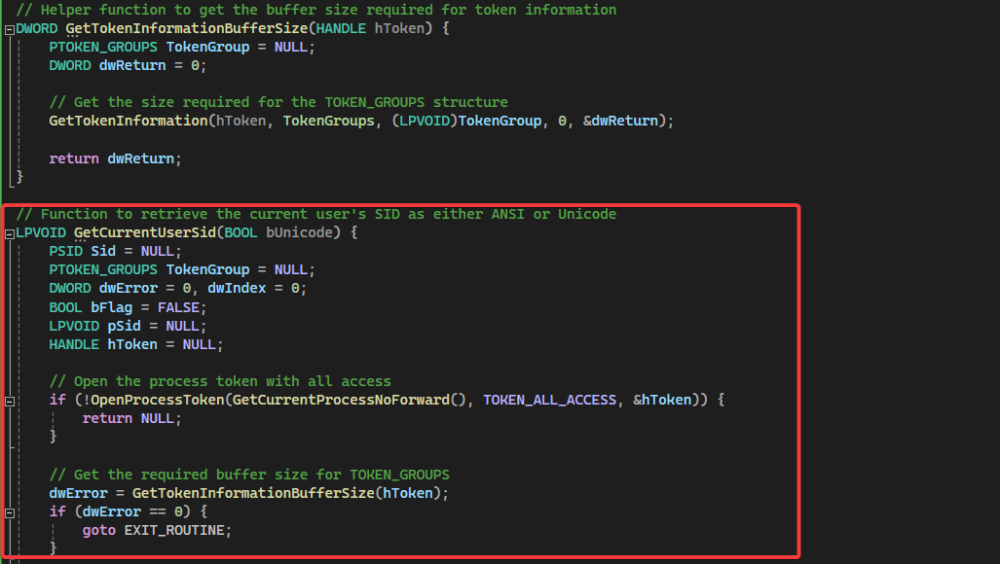 // Helper function to get the buffer size required for token information
DWORD GetTokenInformationBufferSize(HANDLE hToken) {
    PTOKEN_GROUPS TokenGroup = NULL;
    DWORD dwReturn = 0;

    // Get the size required for the TOKEN_GROUPS structure
    GetTokenInformation(hToken, TokenGroups, (LPVOID)TokenGroup, 0, &dwReturn);

    return dwReturn;
}

// Function to retrieve the current user's SID as either ANSI or Unicode
LPVOID GetCurrentUserSid(BOOL bUnicode) {
    PSID Sid = NULL;
    PTOKEN_GROUPS TokenGroup = NULL;
    DWORD dwError = 0, dwIndex = 0;
    BOOL bFlag = FALSE;
    LPVOID pSid = NULL;
    HANDLE hToken = NULL;

    // Open the process token with all access
    if (!OpenProcessToken(GetCurrentProcessNoForward(), TOKEN_ALL_ACCESS, &hToken)) {
        return NULL;
    }

    // Get the required buffer size for TOKEN_GROUPS
    dwError = GetTokenInformationBufferSize(hToken);
    if (dwError == 0) {
        goto EXIT_ROUTINE;
    }